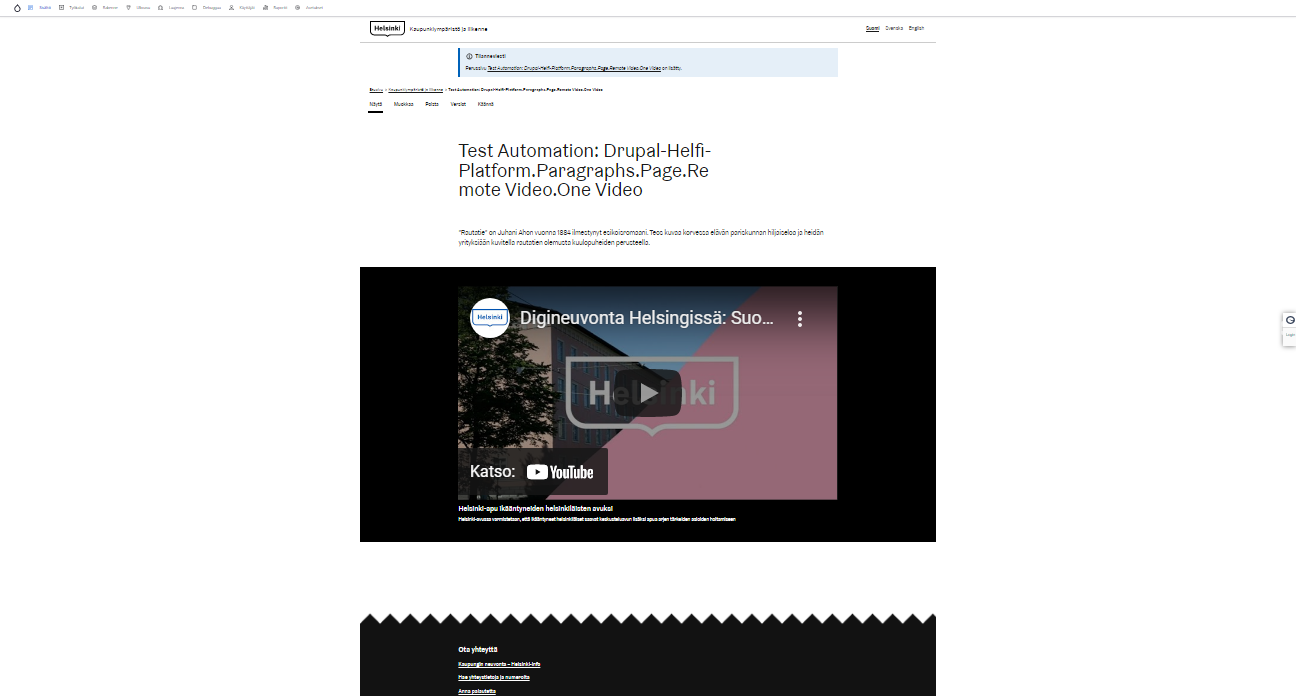 Sisältö Työkalut Rakenne Ulkoasu Laajenna Tietoypus Käyttäjät Raportit Asetukset
Helsinki Kaupunkiympäristö ja liikenne Suomi Svenska English
Tilanneviesti
Perussivu Test Automation: Drupal-Helfi-Platform.Paragraphs.Page.Remote Video.One Video on lisätty.
Etusivu > Kaupunkiympäristö ja liikenne > Test Automation: Drupal-Helfi-Platform.Paragraphs.Page.Remote Video.One Video
Näytä Muokkaa Poista Versiot Käännä
Test Automation: Drupal-Helfi-
Platform.Paragraphs.Page.Re
mote Video.One Video
"Rautatie" on Juhani Ahon vuonna 1884 ilmestynyt esikoisromaani. Teos kuvaa korvessa elävän pariskunnan hiljaiseloa ja heidän
yrityksiään kuvitella rautatien olemusta kuulopuheiden perusteella.
Helsinki Digineuvonta Helsingissä: Suo...
Helsinki
Katso: YouTube
Helsinki-apu ikääntyneiden helsinkiläisten avuksi
Helsinki-avussa varmistetaan, että ikääntyneet helsinkiläiset saavat keskusteluavun lisäksi apua arjen tärkeiden asioiden hoitamiseen
Login
Ota yhteyttä
Kaupungin neuvonta – Helsinki-info
Hae yhteystietoja ja numeroita
Anna palautetta